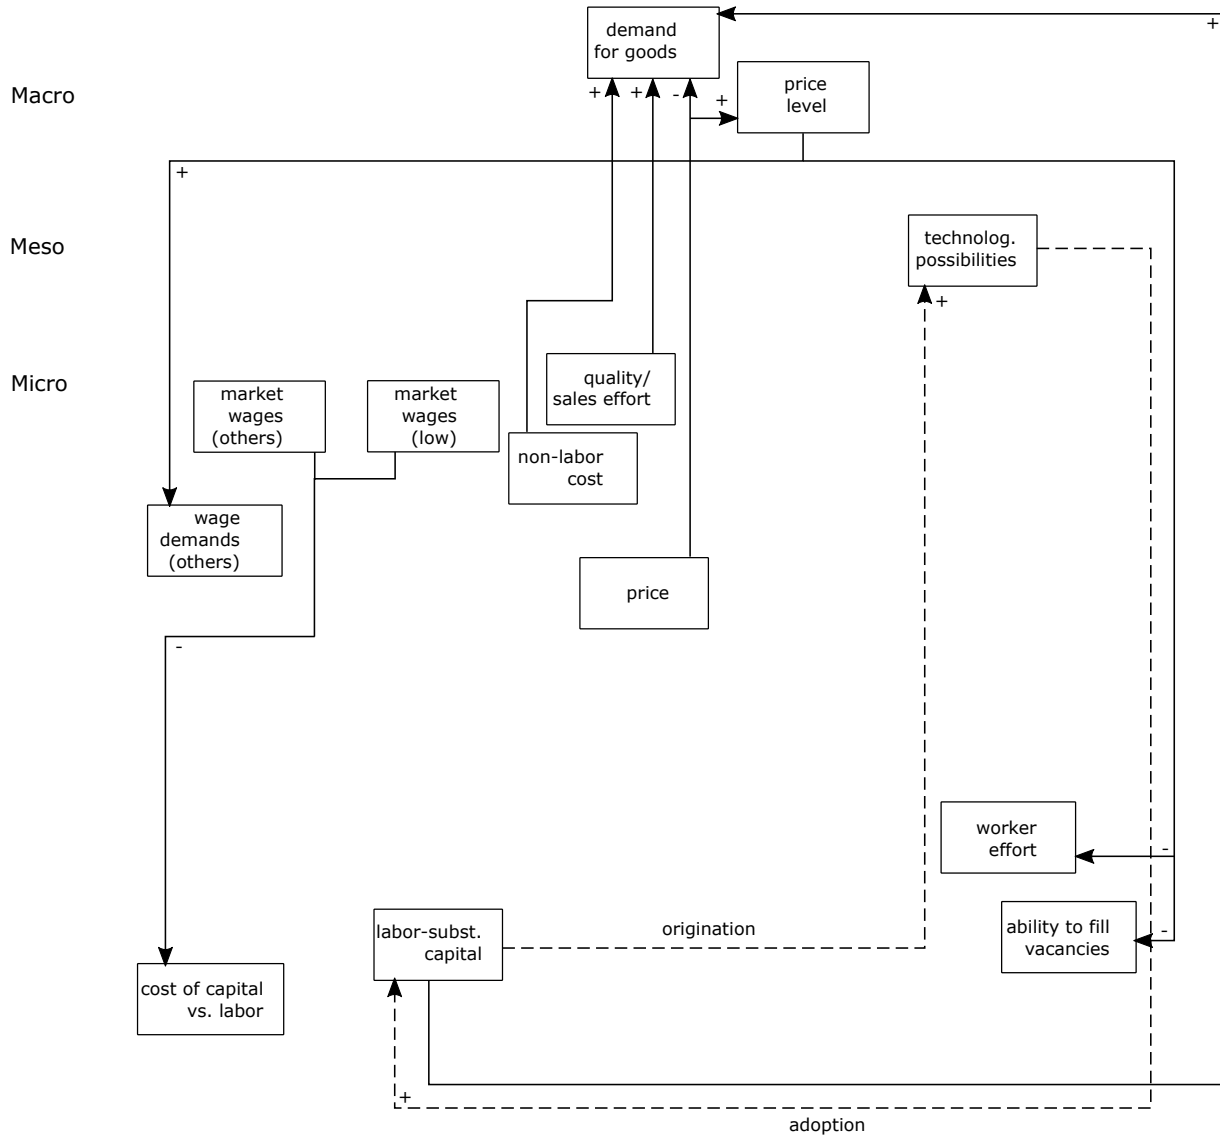 demand
for goods
+
Macro
price
level
+
+
-
+
+
Meso
technolog.
possibilities
+
Micro
quality/
sales effort
market
wages
(others)
market
wages
(low)
non-labor
cost
wage
demands
(others)
price
-
worker
effort
-
labor-subst.
capital
origination
ability to fill
vacancies
-
cost of capital
vs. labor
+
adoption